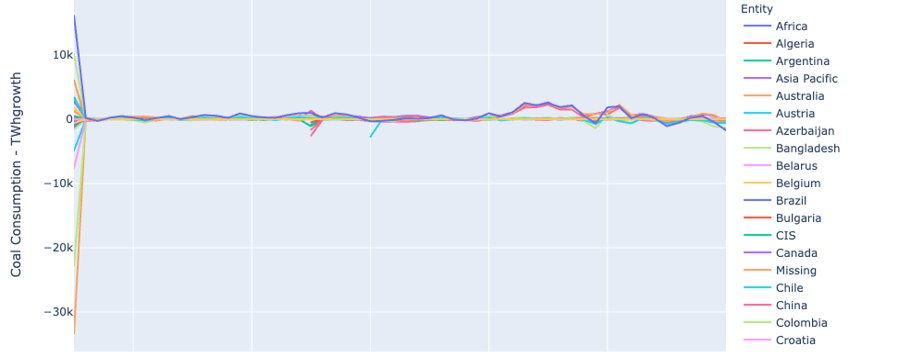 Entity
Africa
Algeria
Argentina
Asia Pacific
Australia
Austria
Azerbaijan
Bangladesh
Belarus
Belgium
Brazil
Bulgaria
CIS
Canada
Missing
Chile
China
Colombia
Croatia
10k
0
−10k
−20k
−30k
Coal Consumption - TWhgrowth